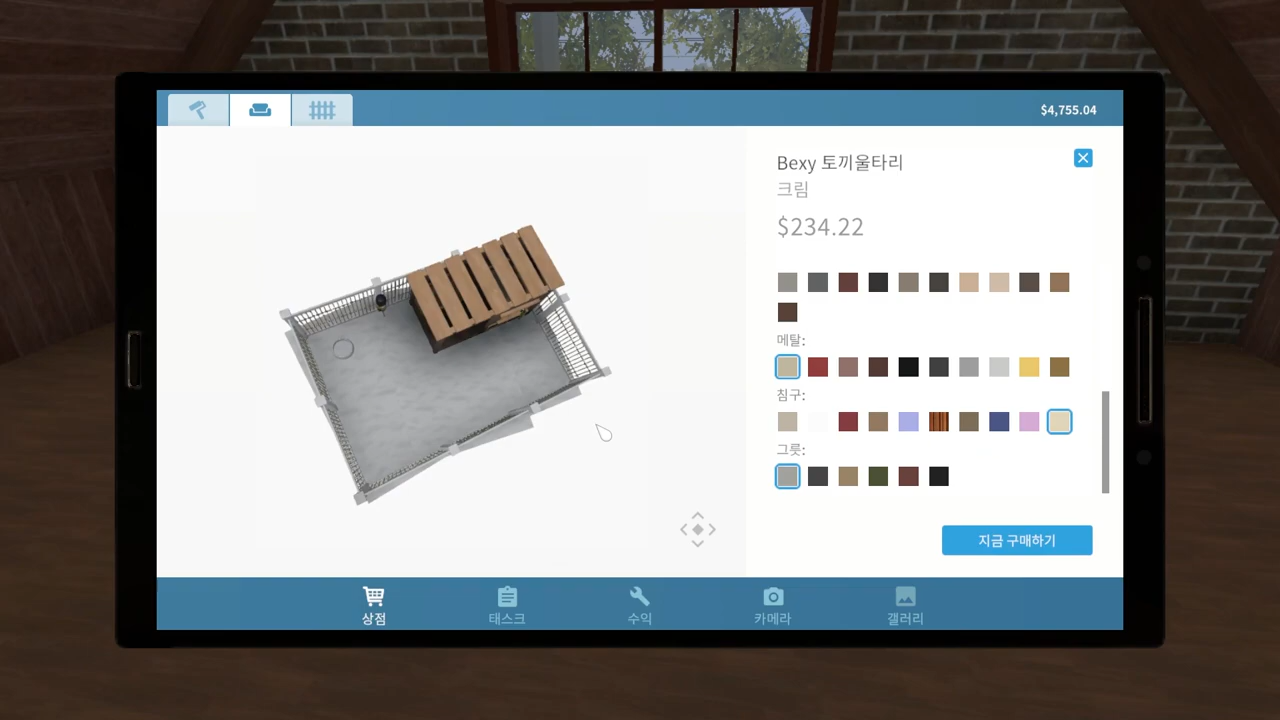 $4,755.04
Bexy 토끼울타리
크림
$234.22
메탈:
침구:
그릇:
지금 구매하기
상점
태스크
수익
카메라
갤러리